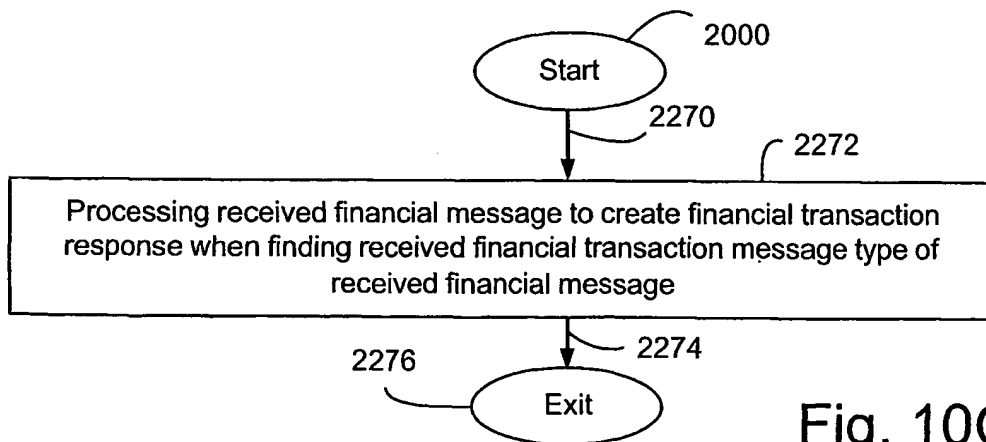 2000
Start
2270
2272
Processing received financial message to create financial transaction
response when finding received financial transaction message type of
received financial message
2274
2276
Exit